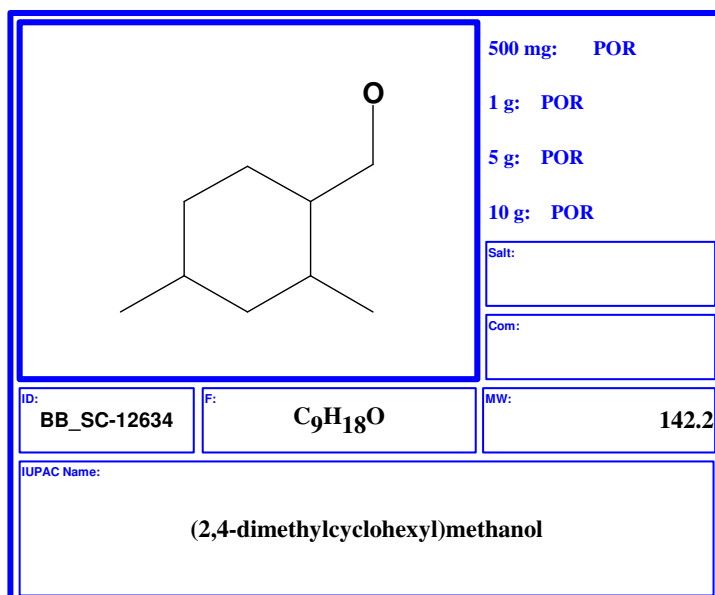 O
500 mg: POR
1 g: POR
5 g: POR
10 g: POR
Salt:
Com:
ID:
BB_SC-12634
F:
C9H18O
MW:
142.2
IUPAC Name:
(2,4-dimethylcyclohexyl)methanol